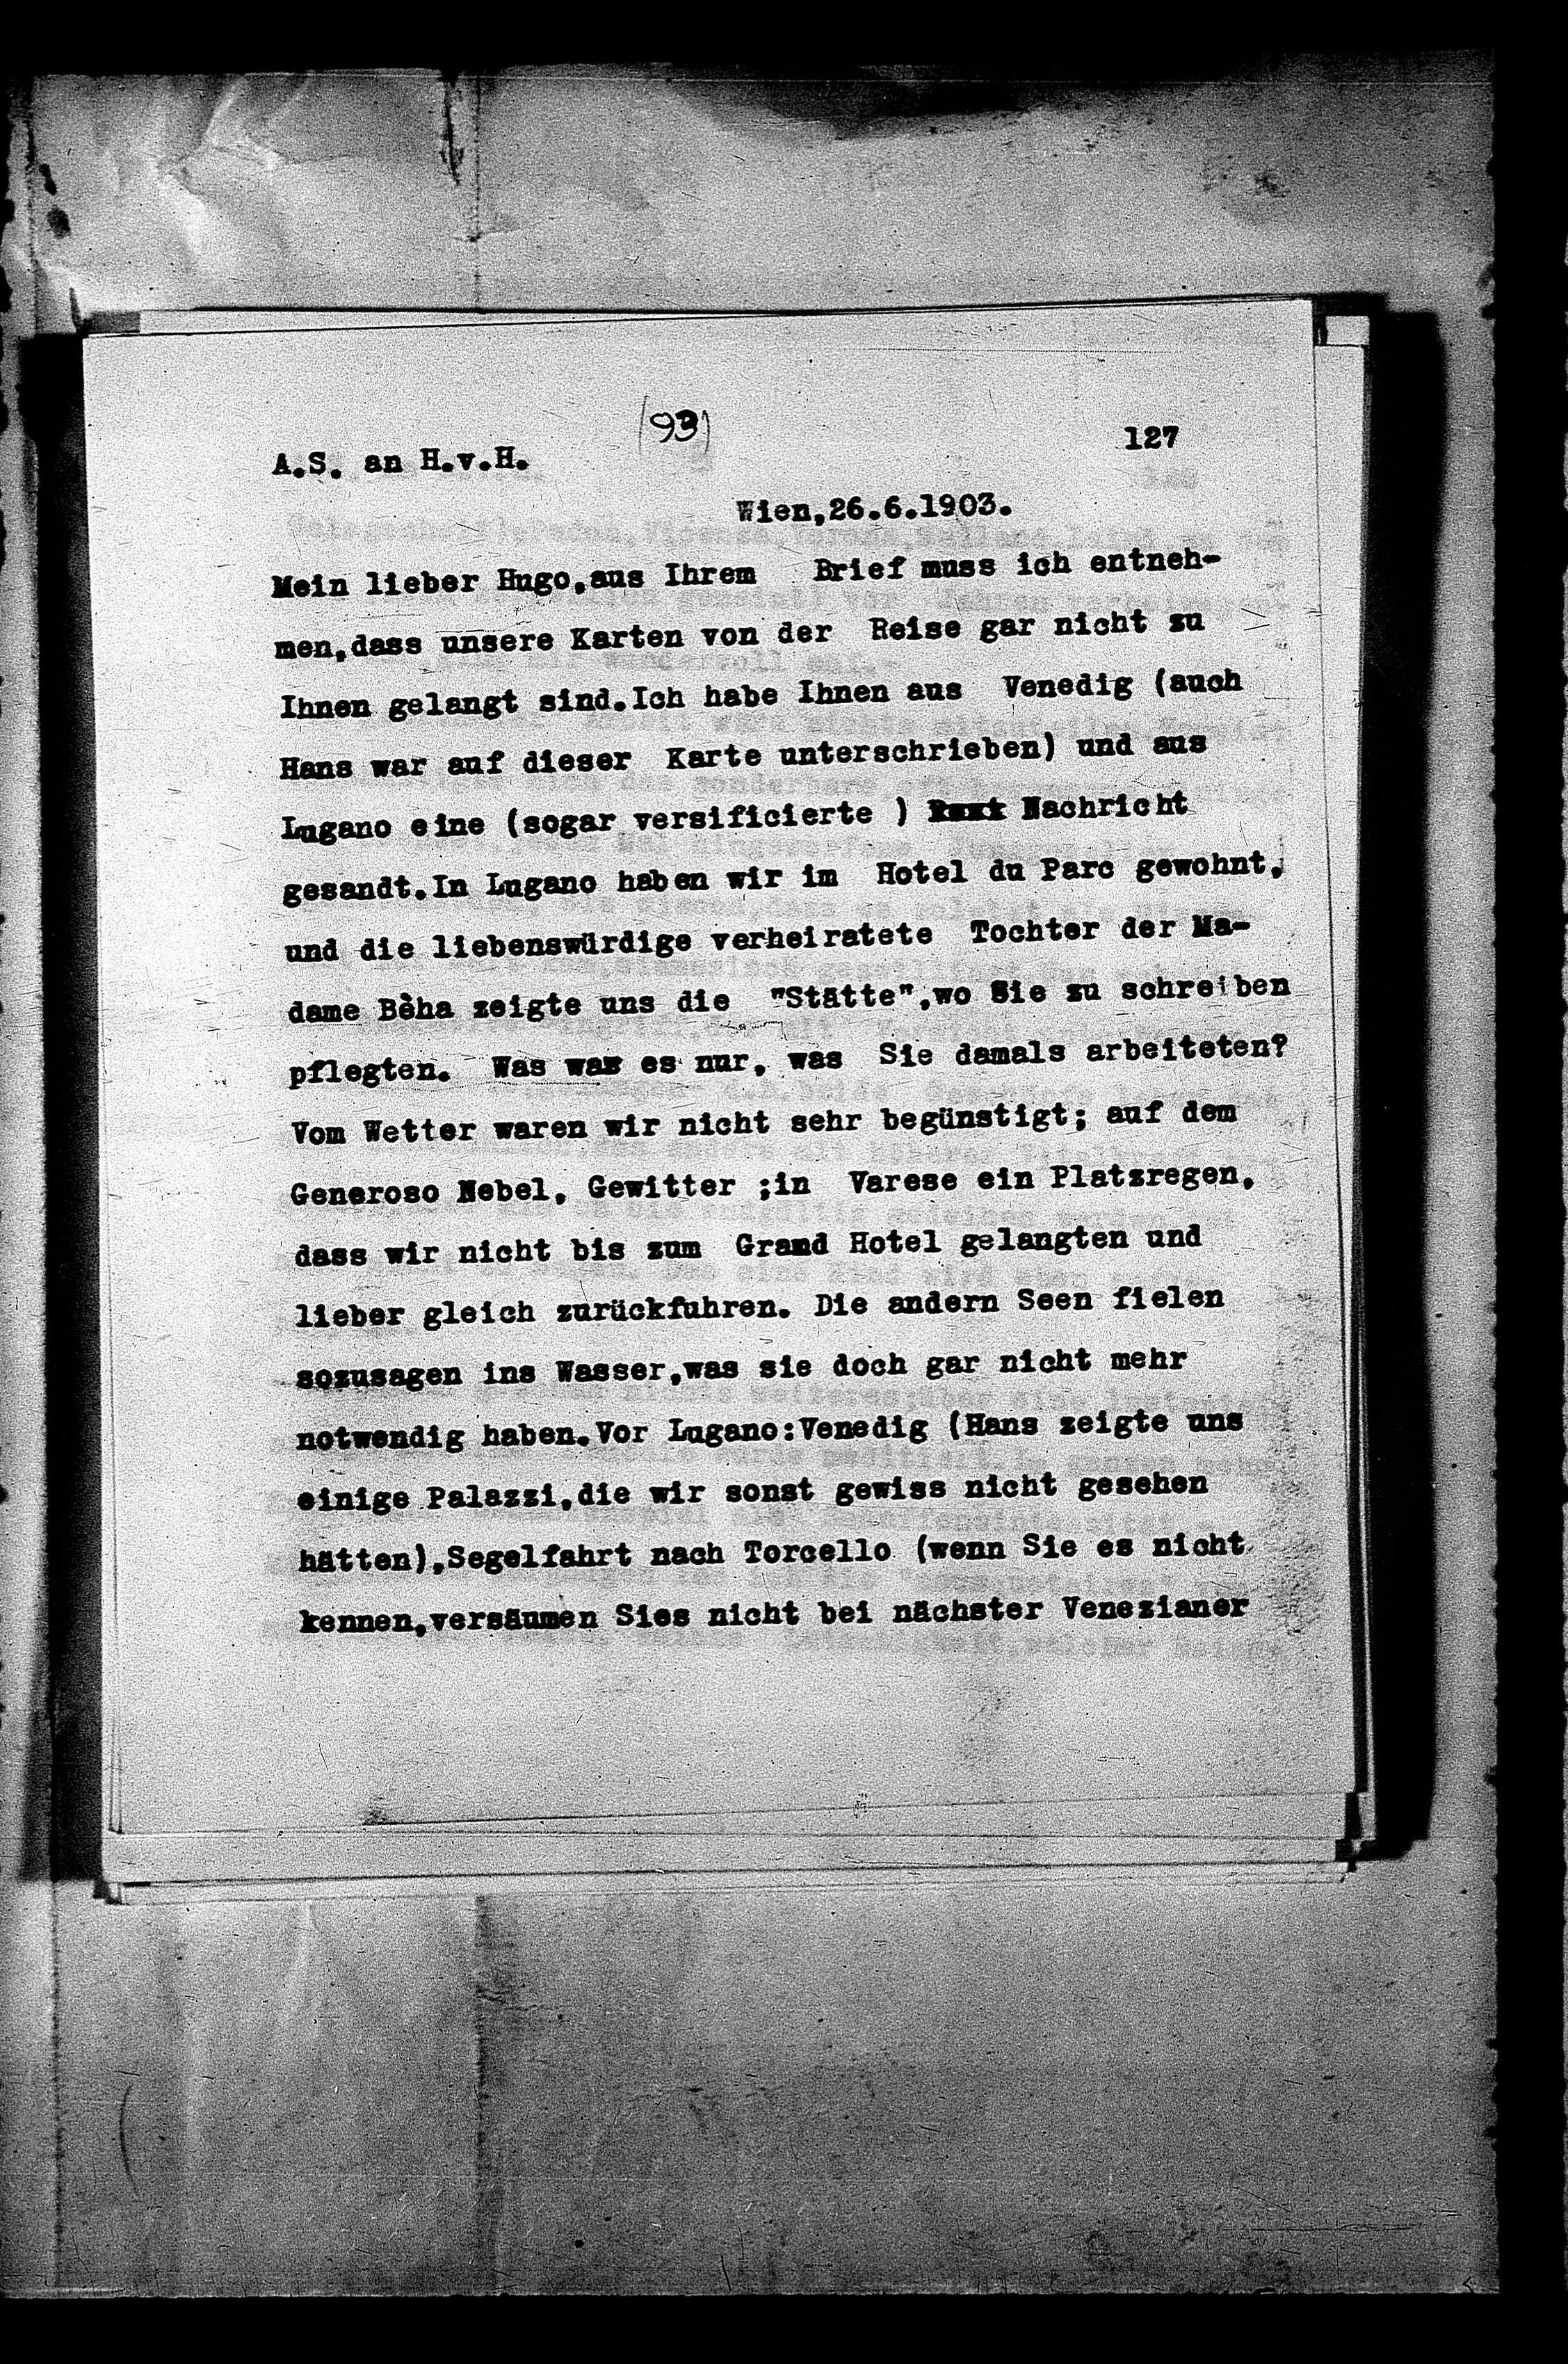 (93)
127
A.S. an H.v.H.
Wien,26.6.1903.
Mein lieber Hugo,aus Ihrem Brief muss ich entneh-
men,dass unsere Karten von der Reise gar nicht zu
Ihnen gelangt sind.Ich habe Ihnen aus Venedig (auch
Hans war auf dieser Karte unterschrieben) und aus
Lugano eine (sogar versificierte ) Nachricht
gesandt.In Lugano haben wir im Hotel du Parc gewohnt,
und die liebenswürdige verheiratete Tochter der Ma-
dame Bèha zeigte uns die "Stätte",wo Sie zu schreiben
pflegten. Was war es nur, was Sie damals arbeiteten?
Vom Wetter waren wir nicht sehr begünstigt; auf dem
Generoso Nebel, Gewitter ;in Varese ein Platzregen,
dass wir nicht bis zum Grand Hotel gelangten und
lieber gleich zurückfuhren. Die andern Seen fielen
sozusagen ins Wasser,was sie doch gar nicht mehr
notwendig haben.Vor Lugano:Venedig (Hans zeigte uns
einige Palazzi,die wir sonst gewiss nicht gesehen
hätten),Segelfahrt nach Torcello (wenn Sie es nicht
kennen,versäumen Sies nicht bei nächster Venezianer